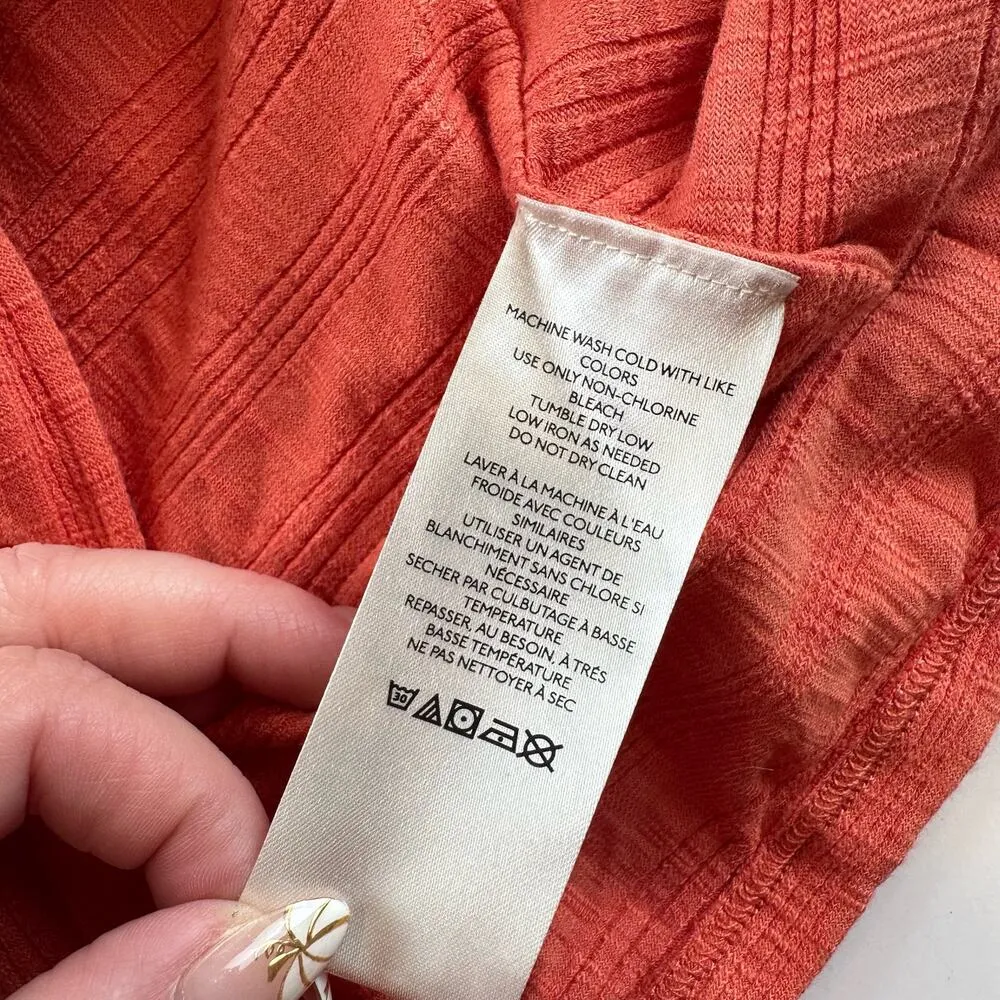 MACHINE WASH COLD WITH LIKE
COLORS
USE ONLY NON-CHLORINE
BLEACH
TUMBLE DRY LOW
LOW IRON AS NEEDED
DO NOT DRY CLEAN
LAVER À LA MACHINE À L'EAU
FROIDE AVEC COULEURS
SIMILAIRES
UTILISER UN AGENT DE
BLANCHIMENT SANS CHLORE SI
NÉCESSAIRE
SECHER PAR CULBUTAGE À BASSE
TEMPERATURE
REPASSER, AU BESOIN, A TRÉS
BASSE TEMPÉRATURE
NE PAS NETTOYER À SEC
30